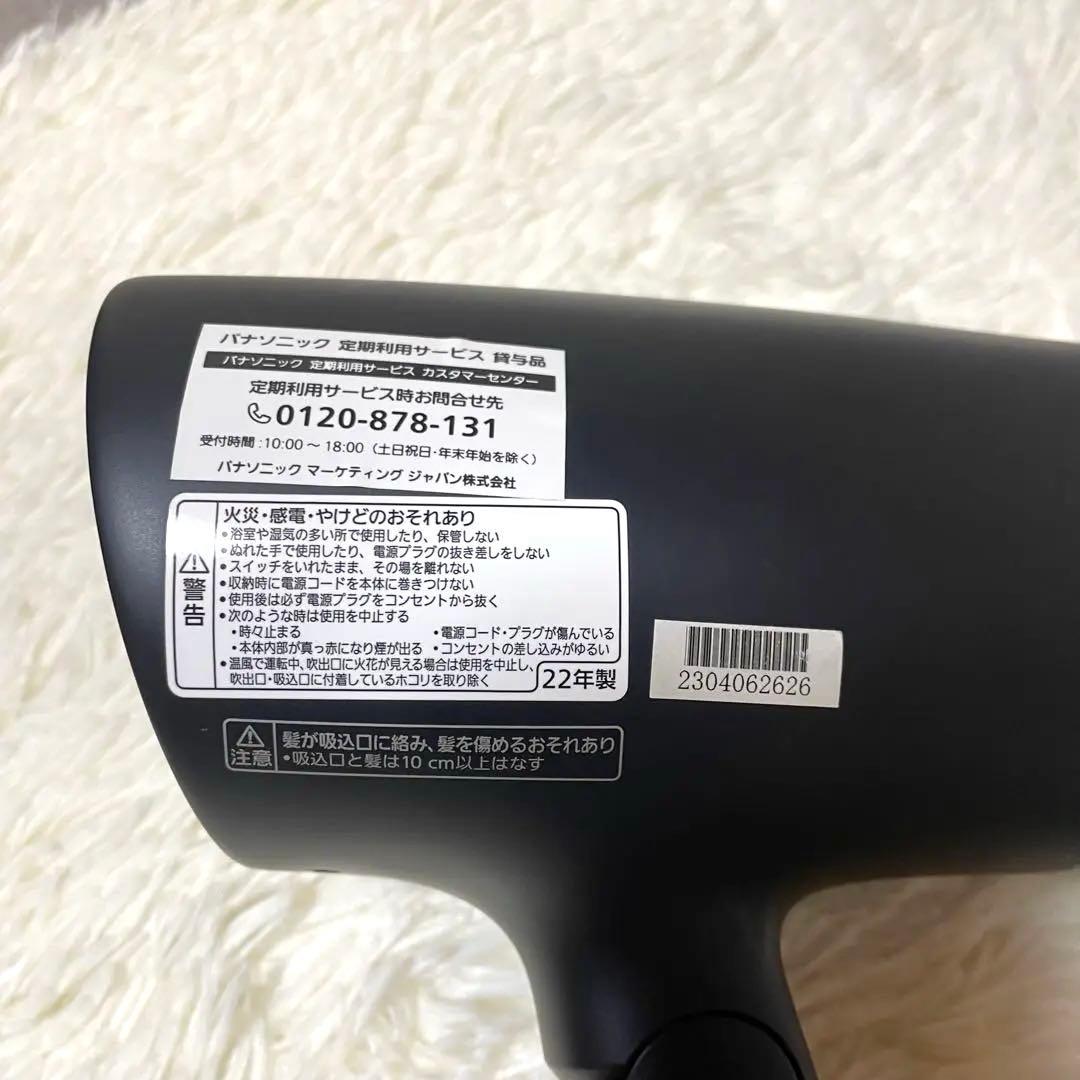 パナソニック 定期利用サービス 貸与品
パナソニック 定期利用サービス カスタマーセンター
定期利用サービス時お問合せ先
0120-878-131
受付時間:10:00～18:00（土日祝日・年末年始を除く）
パナソニック マーケティング ジャパン株式会社
警告
火災・感電・やけどのおそれあり
•浴室や湿気の多い所で使用したり、保管しない
•ぬれた手で使用したり、電源プラグの抜き差しをしない
•スイッチをいれたまま、その場を離れない
•収納時に電源コードを本体に巻きつけない
•使用後は必ず電源プラグをコンセントから抜く
•次のような時は使用を中止する
・時々止まる ・電源コード・プラグが傷んでいる
・本体内部が真っ赤になり煙が出る ・コンセントの差し込みがゆるい
•温風で運転中、吹出口に火花が見える場合は使用を中止し、
吹出口・吸込口に付着しているホコリを取り除く
22年製
2304062626
注意
髪が吸込口に絡み、髪を傷めるおそれあり
•吸込口と髪は10 cm以上はなす